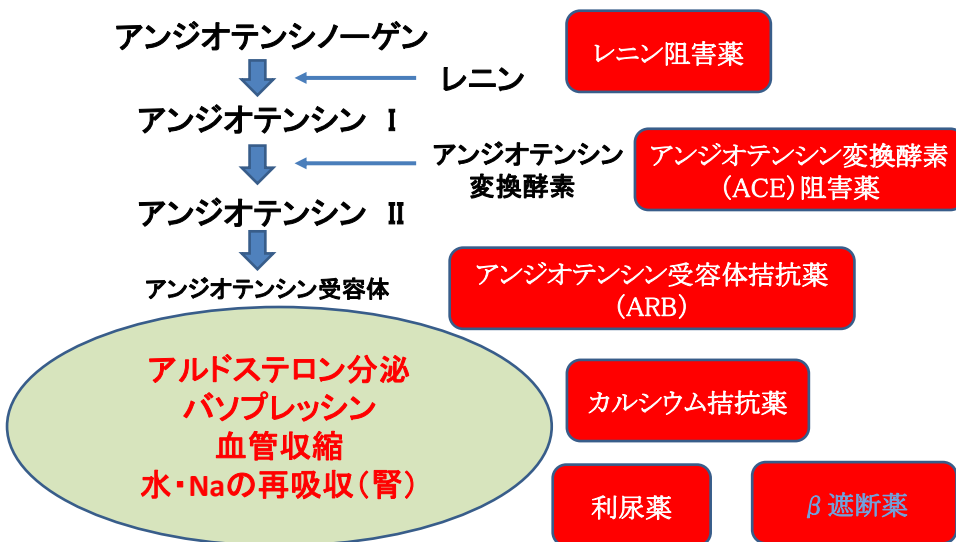 アンジオテンシノーゲン
レニン
レニン阻害薬
アンジオテンシン Ⅰ
アンジオテンシン
変換酵素
アンジオテンシン変換酵素
(ACE)阻害薬
アンジオテンシン Ⅱ
アンジオテンシン受容体
アンジオテンシン受容体拮抗薬
(ARB)
アルドステロン分泌
バソプレッシン
血管収縮
水・Naの再吸収(腎)
カルシウム拮抗薬
利尿薬
β遮断薬